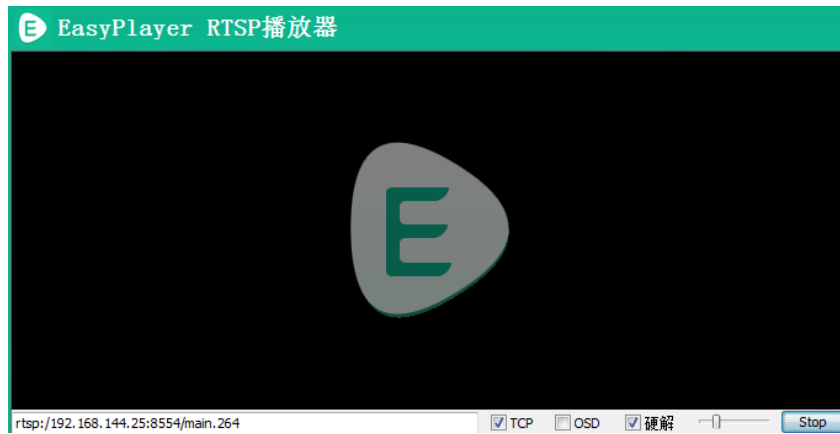 E EasyPlayer RTSP播放器
E
rtsp:/192.168.144.25:8554/main.264 TCP OSD 硬解 Stop